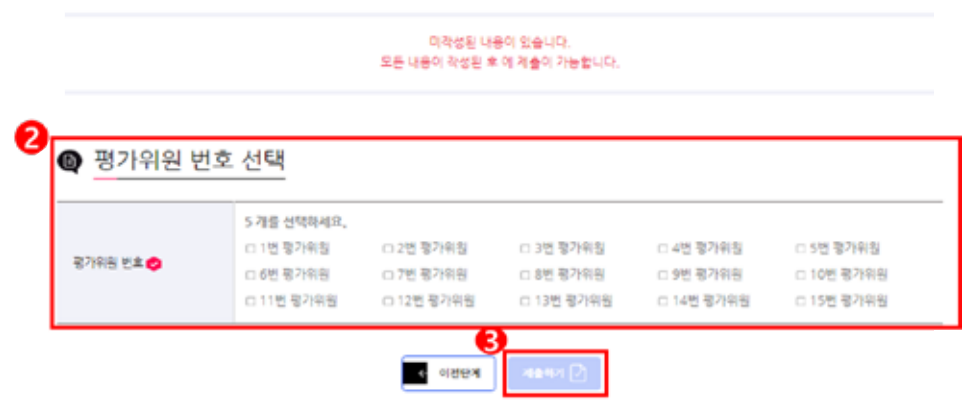 미작성된 내용이 있습니다.
모든 내용이 작성된 후 에 제출이 가능합니다.
2
평가위원 번호 선택
5 개를 선택하세요.
평가위원 번호
1번 평가위원 2번 평가위원 3번 평가위원 4번 평가위원 5번 평가위원
6번 평가위원 7번 평가위원 8번 평가위원 9번 평가위원 10번 평가위원
11번 평가위원 12번 평가위원 13번 평가위원 14번 평가위원 15번 평가위원
3
이전단계 제출하기